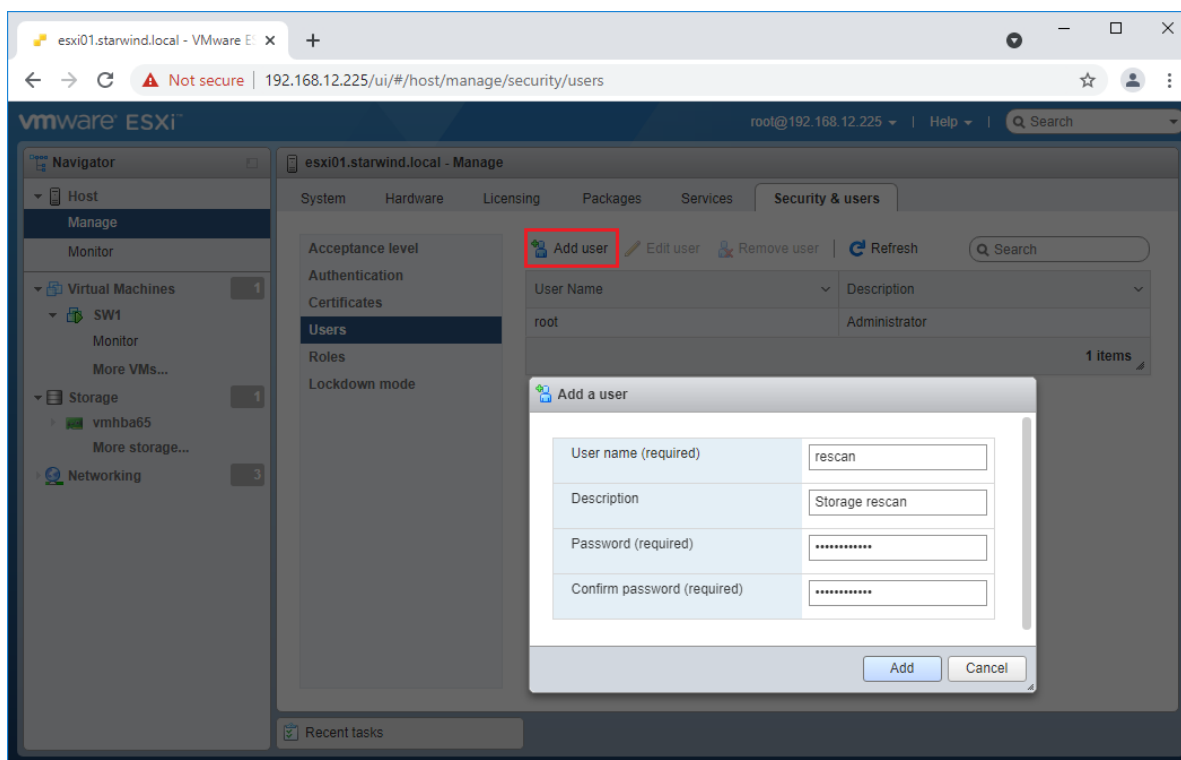 esxi01.starwind.local - VMware E
Not secure | 192.168.12.225/ui/#/host/manage/security/users
vmware ESXi™
root@192.168.12.225 | Help | Search
Navigator
Host
Manage
Monitor
Virtual Machines 1
SW1
Monitor
More VMs...
Storage 1
vmhba65
More storage...
Networking 3
esxi01.starwind.local - Manage
System Hardware Licensing Packages Services Security & users
Acceptance level
Authentication
Certificates
Users
Roles
Lockdown mode
Add user Edit user Remove user | Refresh Search
User Name Description
root Administrator
1 items
Add a user
User name (required) rescan
Description Storage rescan
Password (required) ••••••••••••
Confirm password (required) ••••••••••••
Add Cancel
Recent tasks